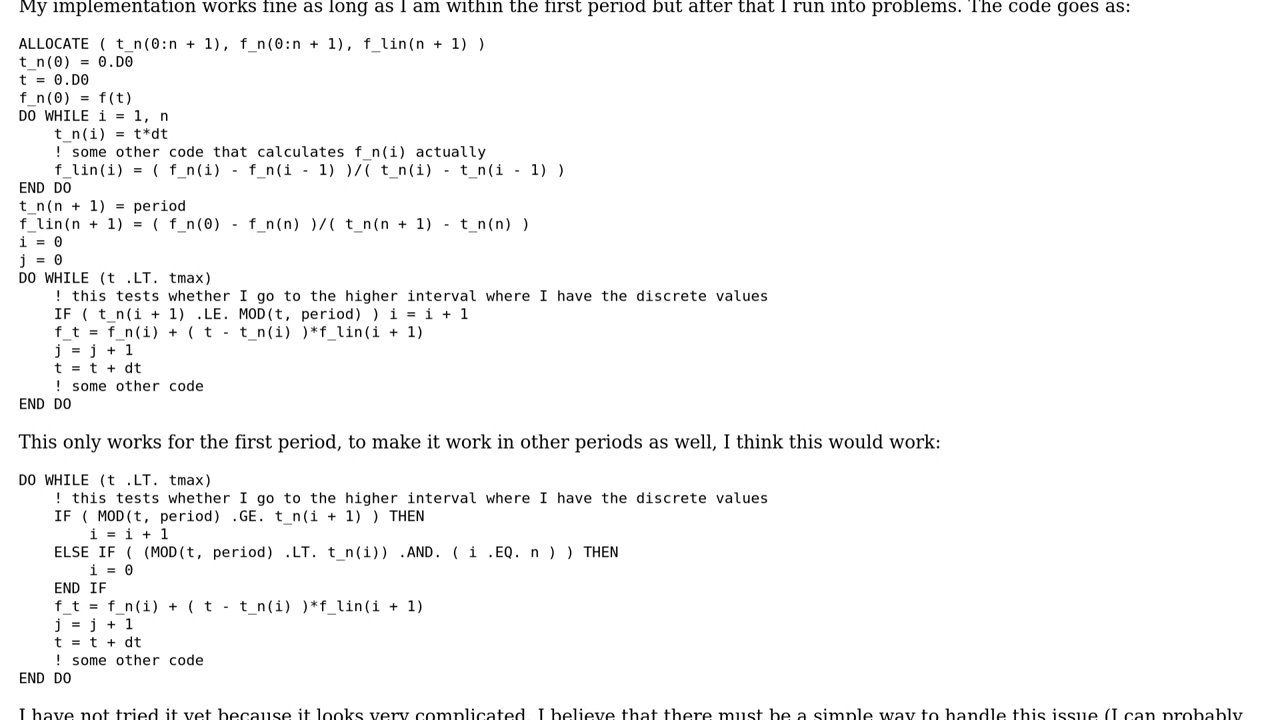 My implementation works fine as long as I am within the first period but after that I run into problems. The code goes as:
ALLOCATE ( t_n(0:n + 1), f_n(0:n + 1), f_lin(n + 1) )
t_n(0) = 0.D0
t = 0.D0
f_n(0) = f(t)
DO WHILE i = 1, n
    t_n(i) = t*dt
    ! some other code that calculates f_n(i) actually
    f_lin(i) = ( f_n(i) - f_n(i - 1) )/( t_n(i) - t_n(i - 1) )
END DO
t_n(n + 1) = period
f_lin(n + 1) = ( f_n(0) - f_n(n) )/( t_n(n + 1) - t_n(n) )
i = 0
j = 0
DO WHILE (t .LT. tmax)
    ! this tests whether I go to the higher interval where I have the discrete values
    IF ( t_n(i + 1) .LE. MOD(t, period) ) i = i + 1
    f_t = f_n(i) + ( t - t_n(i) )*f_lin(i + 1)
    j = j + 1
    t = t + dt
    ! some other code
END DO
This only works for the first period, to make it work in other periods as well, I think this would work:
DO WHILE (t .LT. tmax)
    ! this tests whether I go to the higher interval where I have the discrete values
    IF ( MOD(t, period) .GE. t_n(i + 1) ) THEN
        i = i + 1
    ELSE IF ( (MOD(t, period) .LT. t_n(i)) .AND. ( i .EQ. n ) ) THEN
        i = 0
    END IF
    f_t = f_n(i) + ( t - t_n(i) )*f_lin(i + 1)
    j = j + 1
    t = t + dt
    ! some other code
END DO
I have not tried it yet because it looks very complicated. I believe that there must be a simple way to handle this issue (I can probably